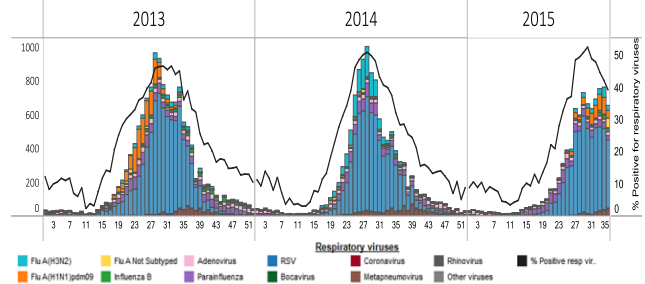 2013 2014 2015
1000
800
600
400
200
0
50
40
30
20
10
0
% Positive for respiratory viruses
3 7 11 15 19 23 27 31 35 39 43 47 51 3 7 11 15 19 23 27 31 35 39 43 47 51 3 7 11 15 19 23 27 31 35
Respiratory viruses
Flu A(H3N2) Flu A Not Subtyped Adenovirus RSV Coronavirus Rhinovirus % Positive resp vir..
Flu A(H1N1)pdm09 Influenza B Parainfluenza Bocavirus Metapneumovirus Other viruses